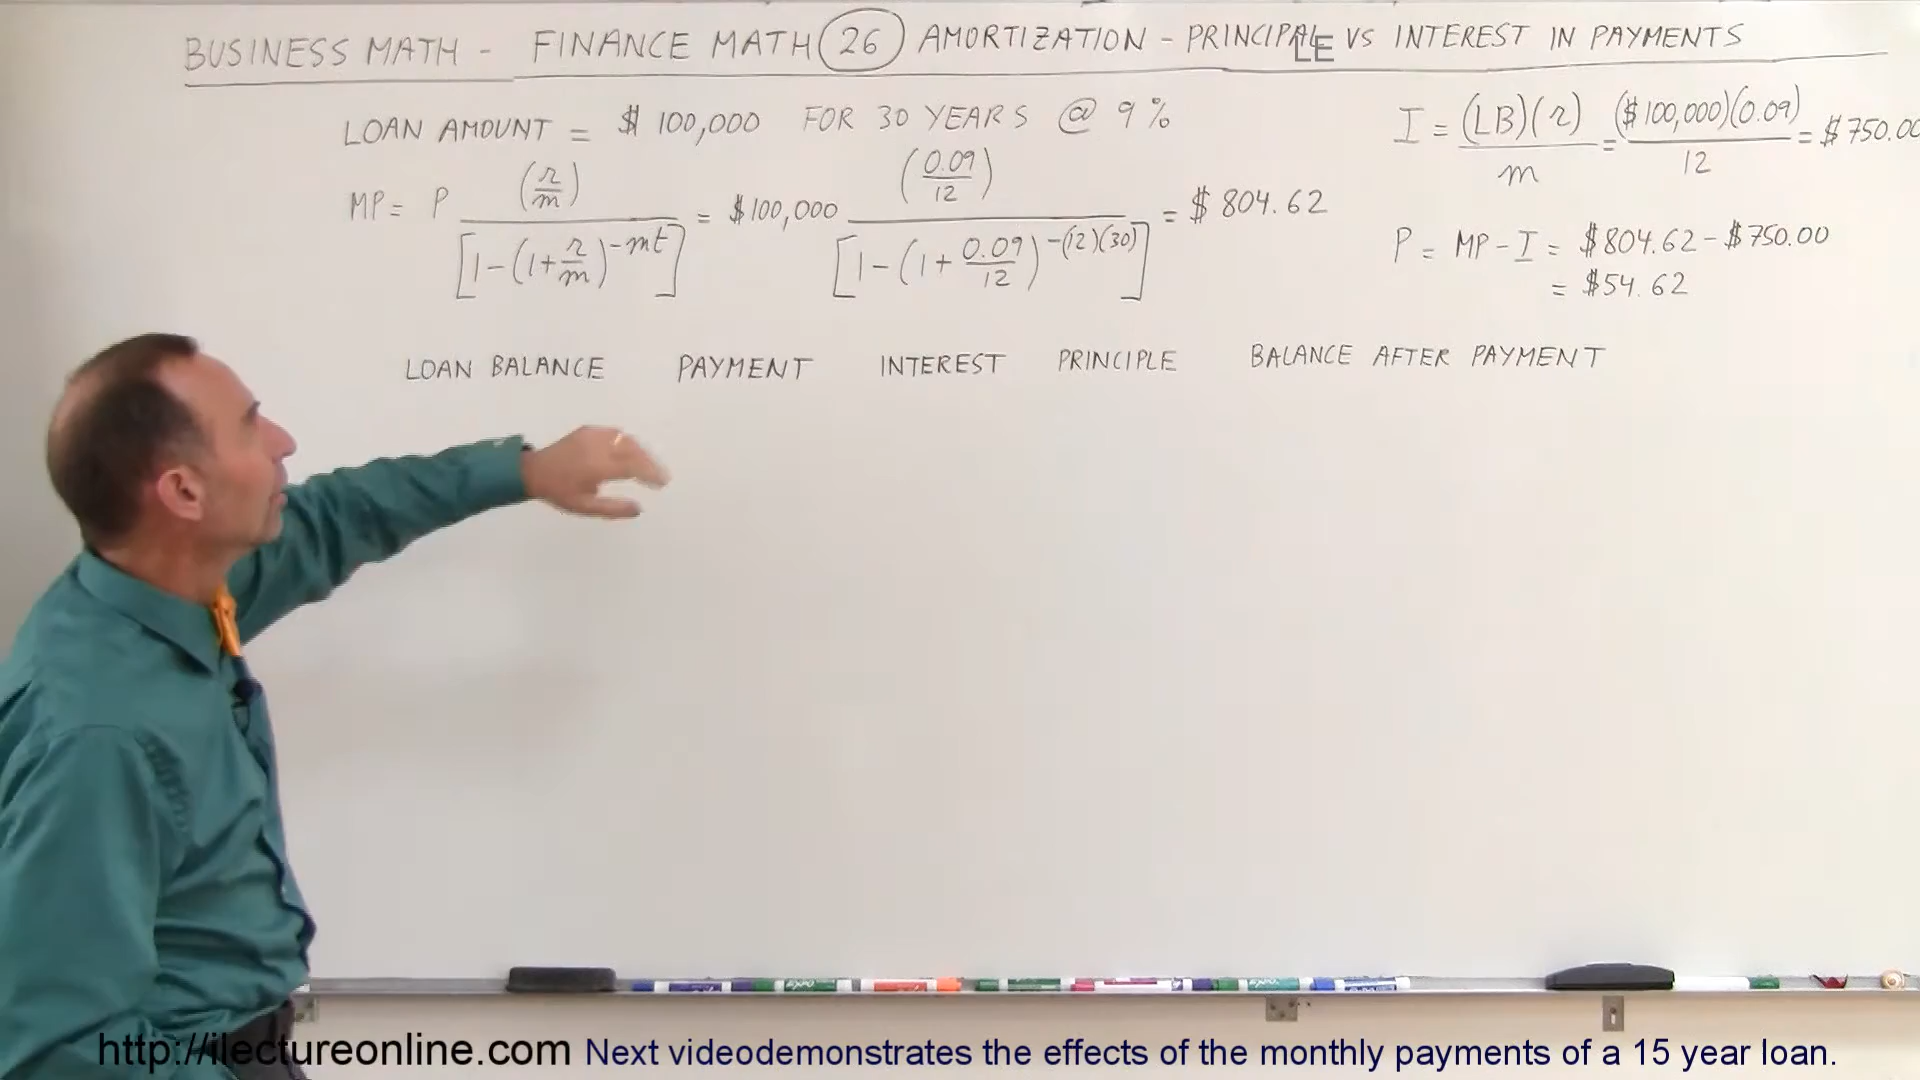 BUSINESS MATH - FINANCE MATH 26 AMORTIZATION - PRINCIPLE VS INTEREST IN PAYMENTS
LOAN AMOUNT = $ 100,000 FOR 30 YEARS @ 9%
MP = P (r/m) / [1-(1+r/m)^-mt] = $100,000 (0.09/12) / [1-(1+0.09/12)^-(12)(30)] = $ 804.62
I = (LB)(r)/m = ($100,000)(0.09)/12 = $750.00
P = MP - I = $804.62 - $750.00
= $54.62
LOAN BALANCE PAYMENT INTEREST PRINCIPLE BALANCE AFTER PAYMENT
http://ilectureonline.com Next videodemonstrates the effects of the monthly payments of a 15 year loan.